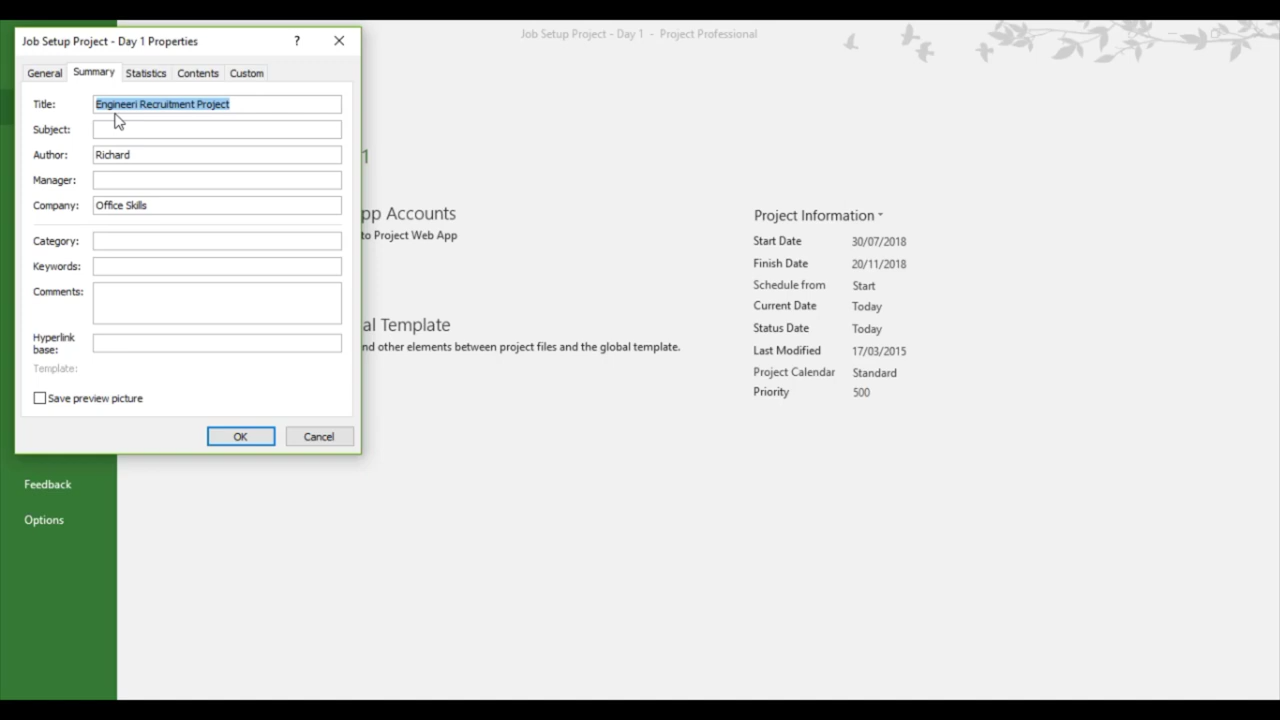 Job Setup Project - Day 1 - Project Professional
Job Setup Project - Day 1 Properties
?
General Summary Statistics Contents Custom
Title: Engineeri Recruitment Project
Subject:
Author: Richard
Manager:
Company: Office Skills
Category:
Keywords:
Comments:
Hyperlink
base:
Template:
Save preview picture
OK Cancel
1
pp Accounts
to Project Web App
al Template
nd other elements between project files and the global template.
Project Information
Start Date 30/07/2018
Finish Date 20/11/2018
Schedule from Start
Current Date Today
Status Date Today
Last Modified 17/03/2015
Project Calendar Standard
Priority 500
Feedback
Options